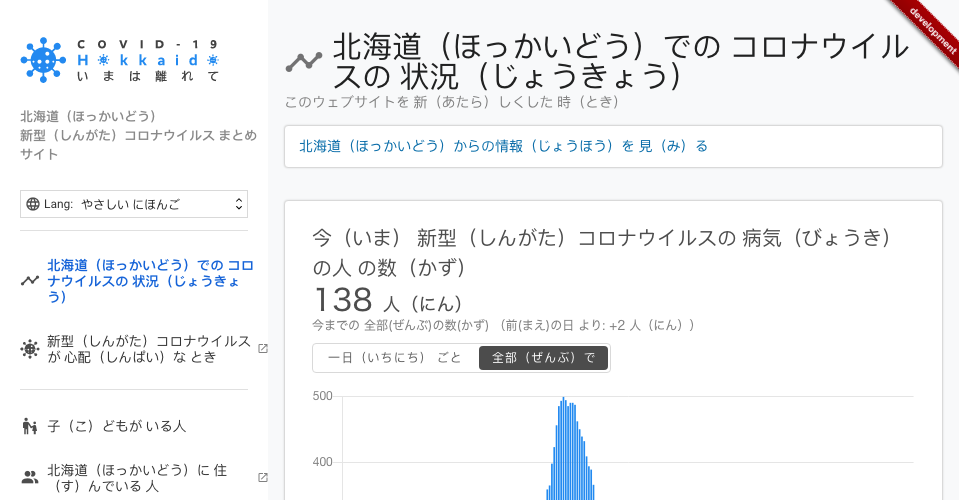 COVID-19
Hokkaido
いまは離れて
北海道（ほっかいどう）
新型（しんがた）コロナウイルス まとめ
サイト
Lang: やさしい にほんご
北海道（ほっかいどう）での コロ
ナウイルスの 状況（じょうきょ
う）
新型（しんがた）コロナウイルス
が 心配（しんぱい）な とき
子（こ）どもが いる人
北海道（ほっかいどう）に 住
（す）んでいる 人
development
北海道（ほっかいどう）での コロナウイル
スの 状況（じょうきょう）
このウェブサイトを 新（あたら）しくした 時（とき）
北海道（ほっかいどう）からの情報（じょうほう）を 見（み）る
今（いま） 新型（しんがた）コロナウイルスの 病気（びょうき）
の人 の数（かず）
138 人（にん）
今までの 全部(ぜんぶ)の数(かず) （前(まえ)の日 より: +2 人（にん））
一日（いちにち） ごと
全部（ぜんぶ）で
500
400